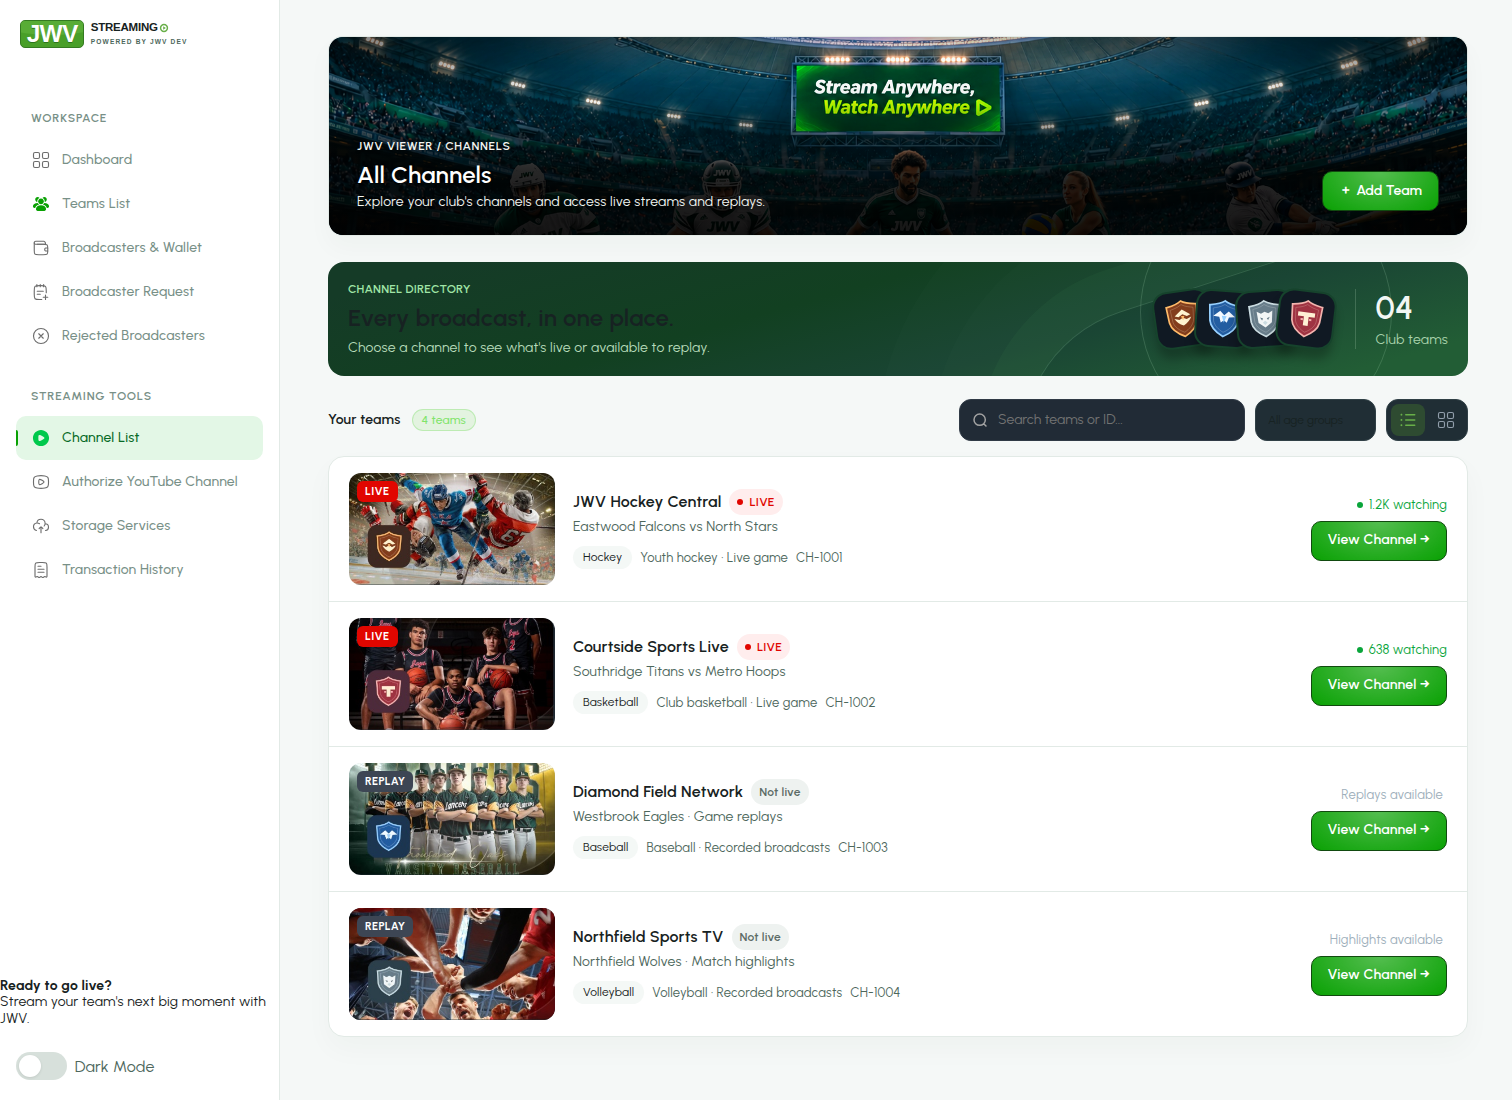 JWV STREAMING
POWERED BY JWV DEV
WORKSPACE
Dashboard
Teams List
Broadcasters & Wallet
Broadcaster Request
Rejected Broadcasters
STREAMING TOOLS
Channel List
Authorize YouTube Channel
Storage Services
Transaction History
Ready to go live?
Stream your team's next big moment with
JWV.
Dark Mode
Stream Anywhere,
Watch Anywhere
JWV VIEWER / CHANNELS
All Channels
Explore your club's channels and access live streams and replays.
+ Add Team
CHANNEL DIRECTORY
Every broadcast, in one place.
Choose a channel to see what's live or available to replay.
04
Club teams
Your teams
4 teams
Search teams or ID...
All age groups
LIVE
JWV Hockey Central
LIVE
Eastwood Falcons vs North Stars
Hockey
Youth hockey · Live game
CH-1001
1.2K watching
View Channel →
LIVE
Courtside Sports Live
LIVE
Southridge Titans vs Metro Hoops
Basketball
Club basketball · Live game
CH-1002
638 watching
View Channel →
REPLAY
Diamond Field Network
Not live
Westbrook Eagles · Game replays
Baseball
Baseball · Recorded broadcasts
CH-1003
Replays available
View Channel →
REPLAY
Northfield Sports TV
Not live
Northfield Wolves · Match highlights
Volleyball
Volleyball · Recorded broadcasts
CH-1004
Highlights available
View Channel →